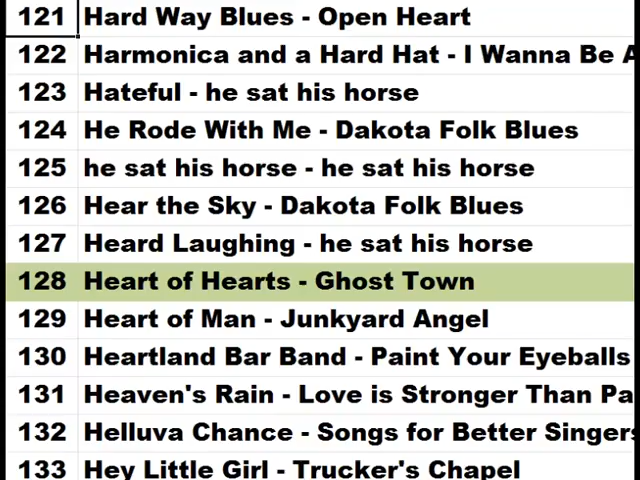 121 Hard Way Blues - Open Heart
122 Harmonica and a Hard Hat - I Wanna Be A
123 Hateful - he sat his horse
124 He Rode With Me - Dakota Folk Blues
125 he sat his horse - he sat his horse
126 Hear the Sky - Dakota Folk Blues
127 Heard Laughing - he sat his horse
128 Heart of Hearts - Ghost Town
129 Heart of Man - Junkyard Angel
130 Heartland Bar Band - Paint Your Eyeballs
131 Heaven's Rain - Love is Stronger Than Pa
132 Helluva Chance - Songs for Better Singers
133 Hey Little Girl - Trucker's Chapel